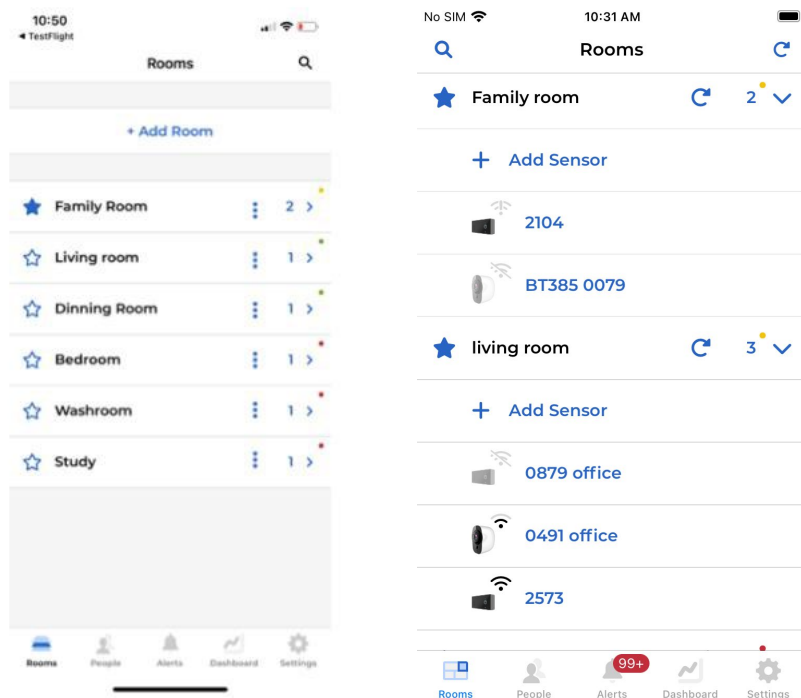 10:50
◀ TestFlight
Rooms
+ Add Room
Family Room 2
Living room 1
Dinning Room 1
Bedroom 1
Washroom 1
Study 1
Rooms People Alerts Dashboard Settings
No SIM 10:31 AM
Rooms
Family room 2
+ Add Sensor
2104
BT385 0079
living room 3
+ Add Sensor
0879 office
0491 office
2573
99+
Rooms People Alerts Dashboard Settings